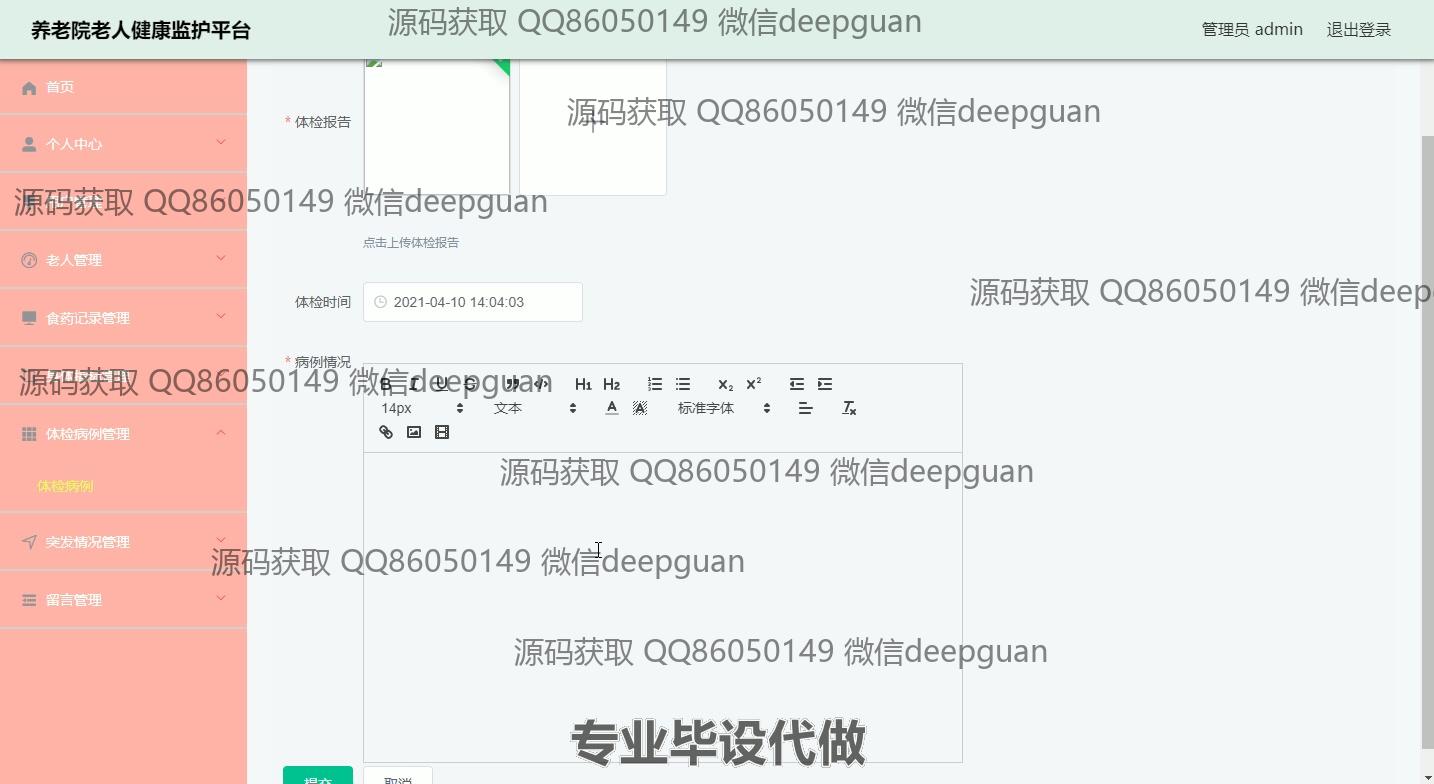 养老院老人健康监护平台
源码获取 QQ86050149 微信deepguan
管理员 admin
退出登录
首页
个人中心
源码获取 QQ86050149 微信deepguan
老人管理
食药记录管理
源码获取 QQ86050149 微信deepguan
体检病例管理
体检病例
突发情况管理
留言管理
* 体检报告
源码获取 QQ86050149 微信deepguan
点击上传体检报告
源码获取 QQ86050149 微信deep
体检时间
2021-04-10 14:04:03
* 病例情况
B I U S ” </> H1 H2 x₂ x²
14px 文本 A A 标准字体
源码获取 QQ86050149 微信deepguan
源码获取 QQ86050149 微信deepguan
源码获取 QQ86050149 微信deepguan
专业毕设代做
提交
取消